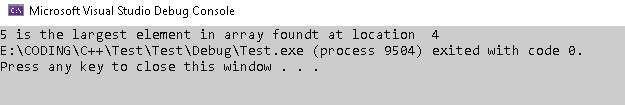 Microsoft Visual Studio Debug Console
5 is the largest element in array foundt at location  4
E:\CODING\C++\Test\Test\Debug\Test.exe (process 9504) exited with code 0.
Press any key to close this window . . .